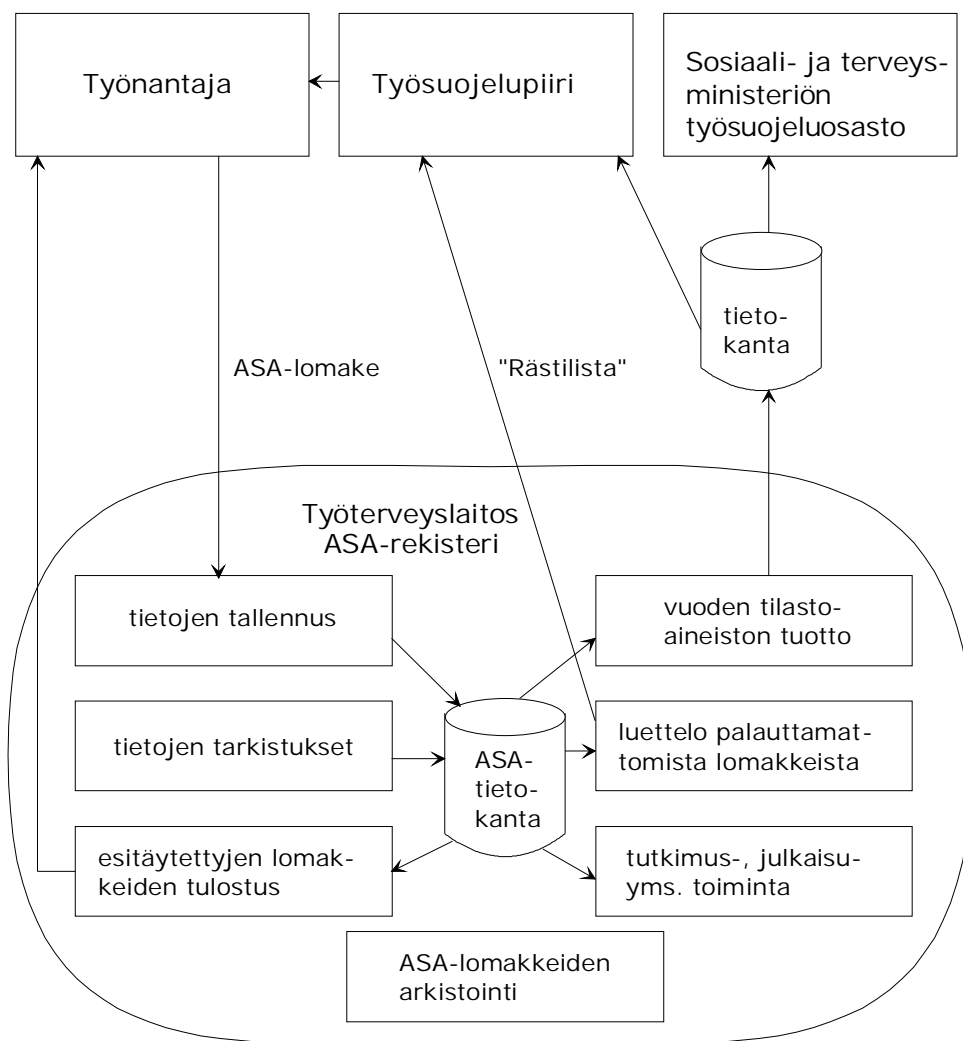 Työnantaja
Työsuojelupiiri
Sosiaali- ja terveys-
ministeriön
työsuojeluosasto
tieto-
kanta
ASA-lomake
"Rästilista"
Työterveyslaitos
ASA-rekisteri
tietojen tallennus
vuoden tilasto-
aineiston tuotto
tietojen tarkistukset
ASA-
tieto-
kanta
luettelo palauttamat-
tomista lomakkeista
esitäytettyjen lomak-
keiden tulostus
tutkimus-, julkaisu-
yms. toiminta
ASA-lomakkeiden
arkistointi